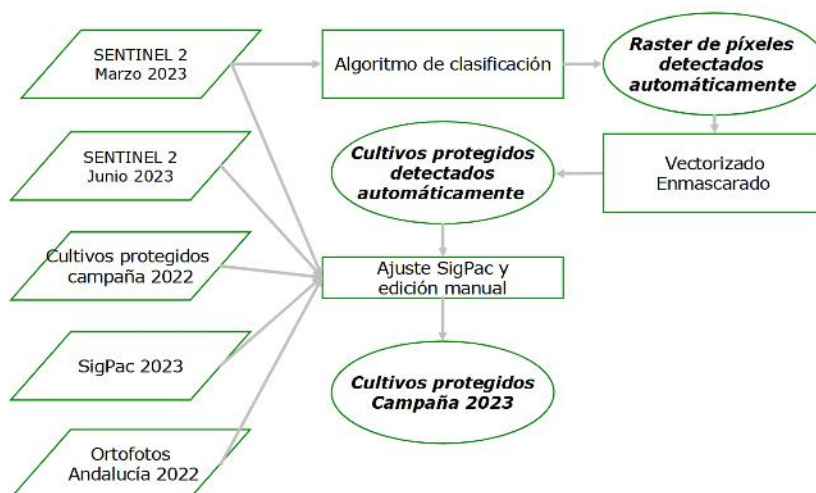 SENTINEL 2
Marzo 2023
Algoritmo de clasificación
Raster de píxeles
detectados
automáticamente
SENTINEL 2
Junio 2023
Cultivos protegidos
detectados
automáticamente
Vectorizado
Enmascarado
Cultivos protegidos
campaña 2022
Ajuste SigPac y
edición manual
SigPac 2023
Cultivos protegidos
Campaña 2023
Ortofotos
Andalucía 2022